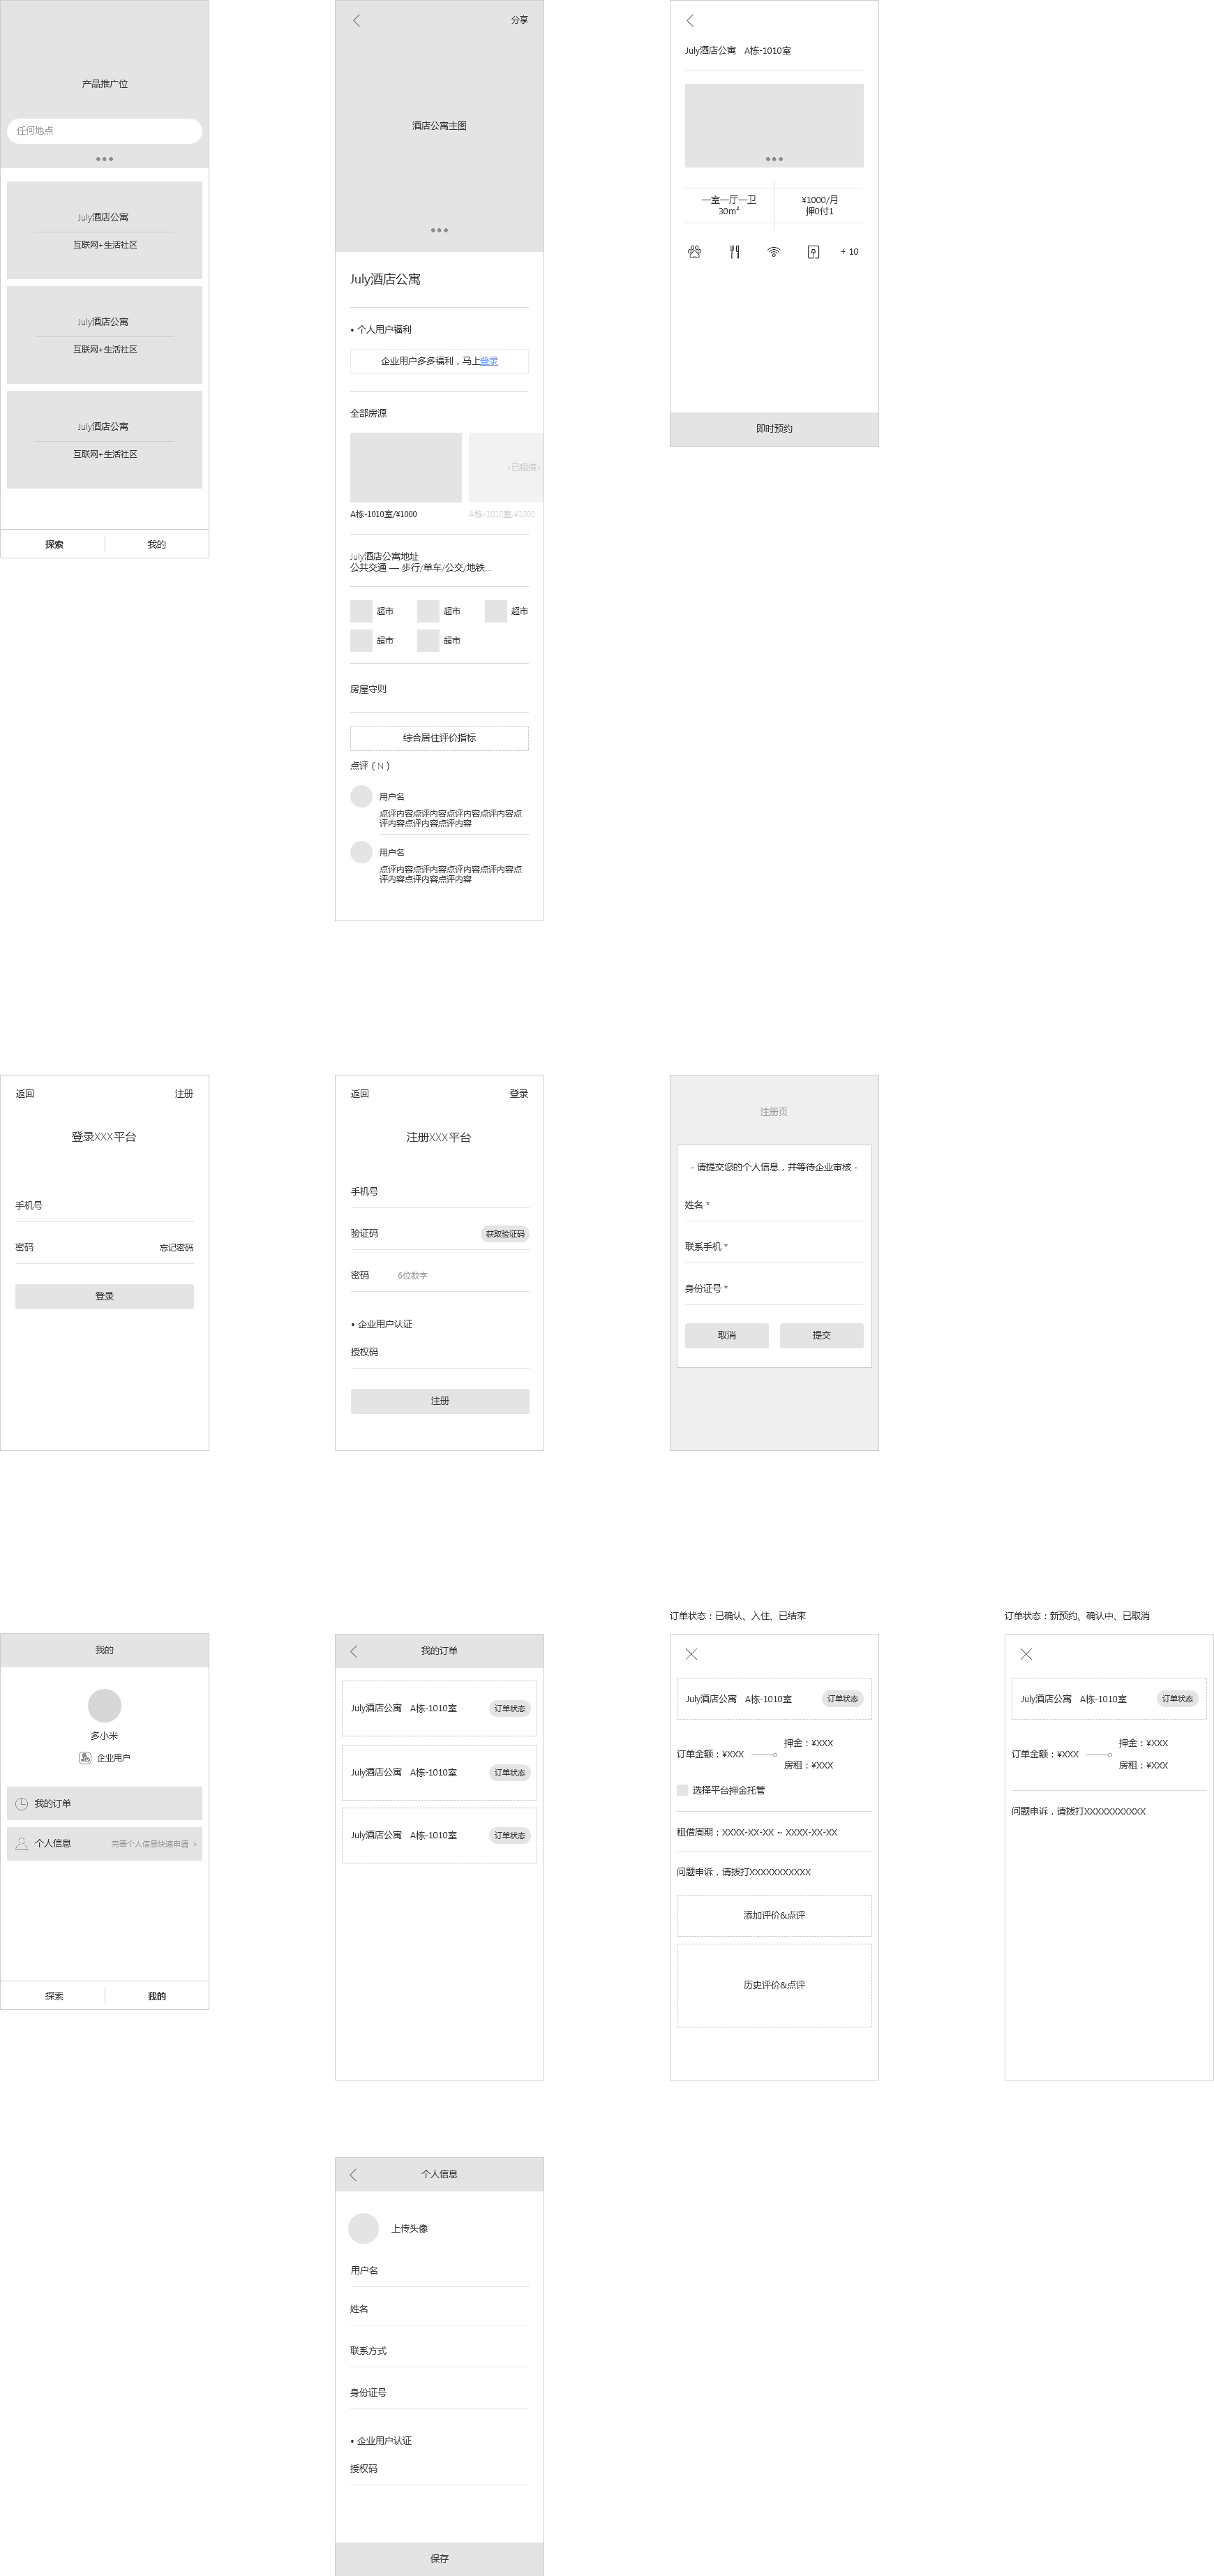 产品推广位
任何地点
July酒店公寓
互联网+生活社区
July酒店公寓
互联网+生活社区
July酒店公寓
互联网+生活社区
探索
我的
分享
酒店公寓主图
July酒店公寓
• 个人用户福利
企业用户多多福利，马上登录
全部房源
<已租借>
A栋-1010室/¥1000
A栋-1010室/¥1000
July酒店公寓地址
公共交通 — 步行/单车/公交/地铁...
超市
超市
超市
超市
超市
房屋守则
综合居住评价指标
点评（N）
用户名
点评内容点评内容点评内容点评内容点
评内容点评内容点评内容
用户名
点评内容点评内容点评内容点评内容点
评内容点评内容点评内容
July酒店公寓 A栋-1010室
一室一厅一卫
30m²
¥1000/月
押0付1
+ 10
即时预约
返回
注册
登录XXX平台
手机号
密码
忘记密码
登录
返回
登录
注册XXX平台
手机号
验证码
获取验证码
密码
6位数字
• 企业用户认证
授权码
注册
注册页
- 请提交您的个人信息，并等待企业审核 -
姓名 *
联系手机 *
身份证号 *
取消
提交
我的
多小米
企业用户
我的订单
个人信息
完善个人信息快速申请 >
探索
我的
我的订单
July酒店公寓 A栋-1010室
订单状态
July酒店公寓 A栋-1010室
订单状态
July酒店公寓 A栋-1010室
订单状态
订单状态：已确认、入住、已结束
July酒店公寓 A栋-1010室
订单状态
订单金额：¥XXX
押金：¥XXX
房租：¥XXX
选择平台押金托管
租借周期：XXXX-XX-XX ~ XXXX-XX-XX
问题申诉，请拨打XXXXXXXXXXX
添加评价&点评
历史评价&点评
订单状态：新预约、确认中、已取消
July酒店公寓 A栋-1010室
订单状态
订单金额：¥XXX
押金：¥XXX
房租：¥XXX
问题申诉，请拨打XXXXXXXXXXX
个人信息
上传头像
用户名
姓名
联系方式
身份证号
• 企业用户认证
授权码
保存